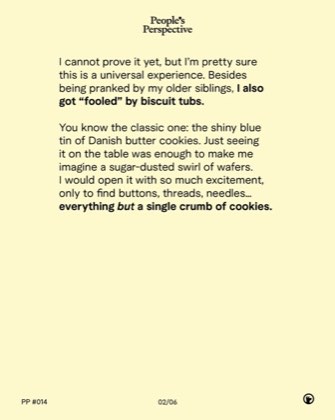 People's
Perspective
I cannot prove it yet, but I'm pretty sure
this is a universal experience. Besides
being pranked by my older siblings, I also
got “fooled” by biscuit tubs.
You know the classic one: the shiny blue
tin of Danish butter cookies. Just seeing
it on the table was enough to make me
imagine a sugar-dusted swirl of wafers.
I would open it with so much excitement,
only to find buttons, threads, needles...
everything but a single crumb of cookies.
PP #014
02/06